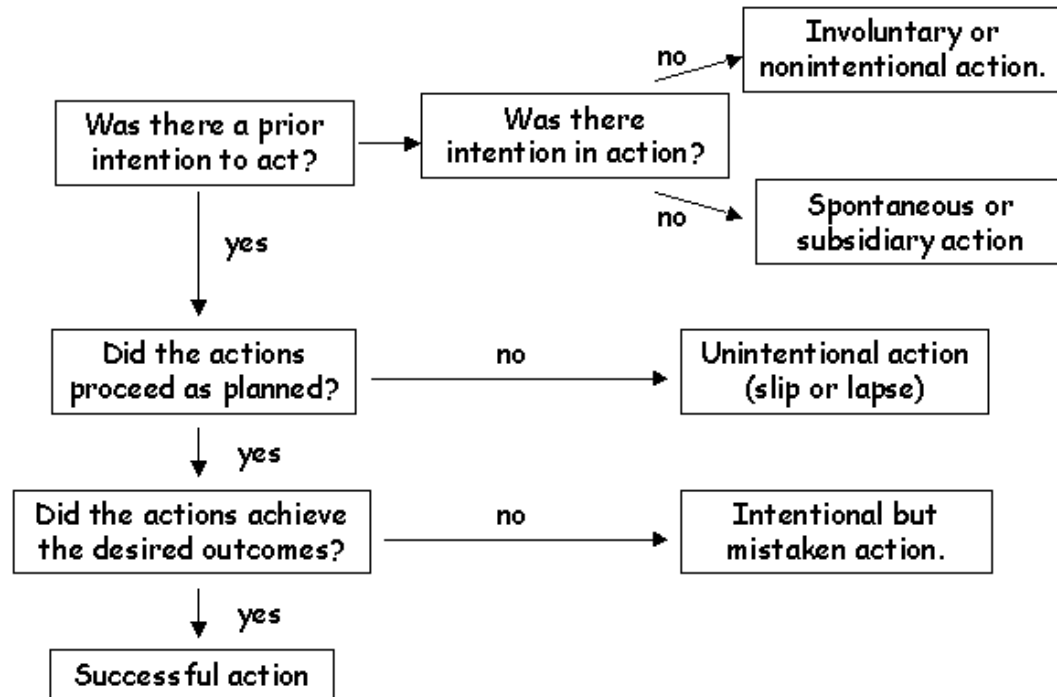 Involuntary or
nonintentional action.
no
Was there a prior
intention to act?
Was there
intention in action?
no
Spontaneous or
subsidiary action
yes
Did the actions
proceed as planned?
no
Unintentional action
(slip or lapse)
yes
Did the actions achieve
the desired outcomes?
no
Intentional but
mistaken action.
yes
Successful action